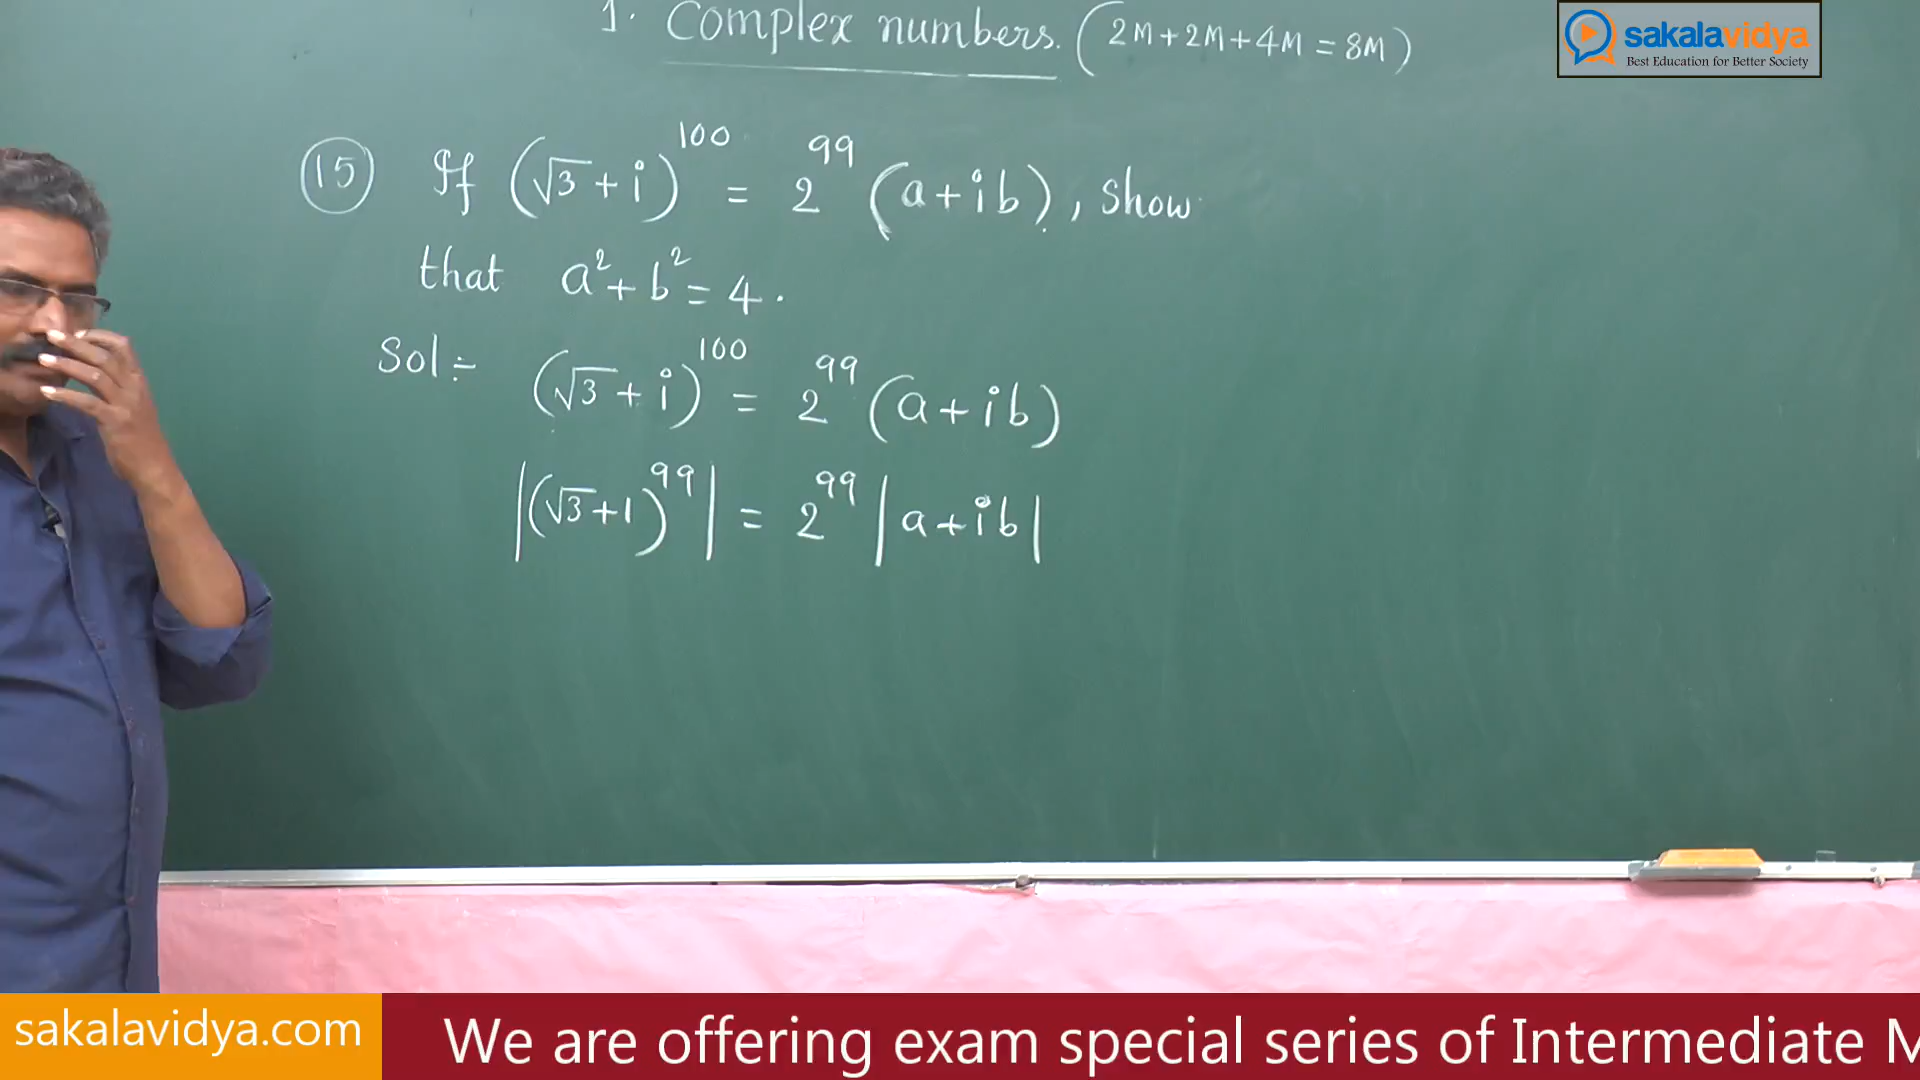 1. Complex numbers. (2M+2M+4M = 8M)
sakalavidya
Best Education for Better Society
(15) If (√3+i)^100 = 2^99 (a+ib), show
that a²+b²=4.
Sol:- (√3+i)^100 = 2^99 (a+ib)
|(√3+1)^99| = 2^99 |a+ib|
sakalavidya.com
We are offering exam special series of Intermediate M